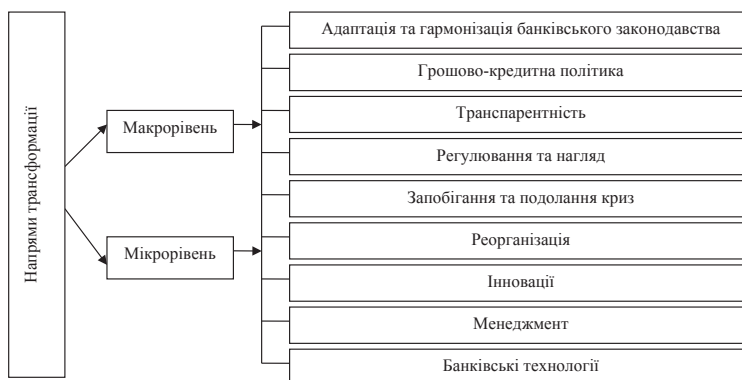 Напрями трансформації
Макрорівень
Мікрорівень
Адаптація та гармонізація банківського законодавства
Грошово-кредитна політика
Транспарентність
Регулювання та нагляд
Запобігання та подолання криз
Реорганізація
Інновації
Менеджмент
Банківські технології